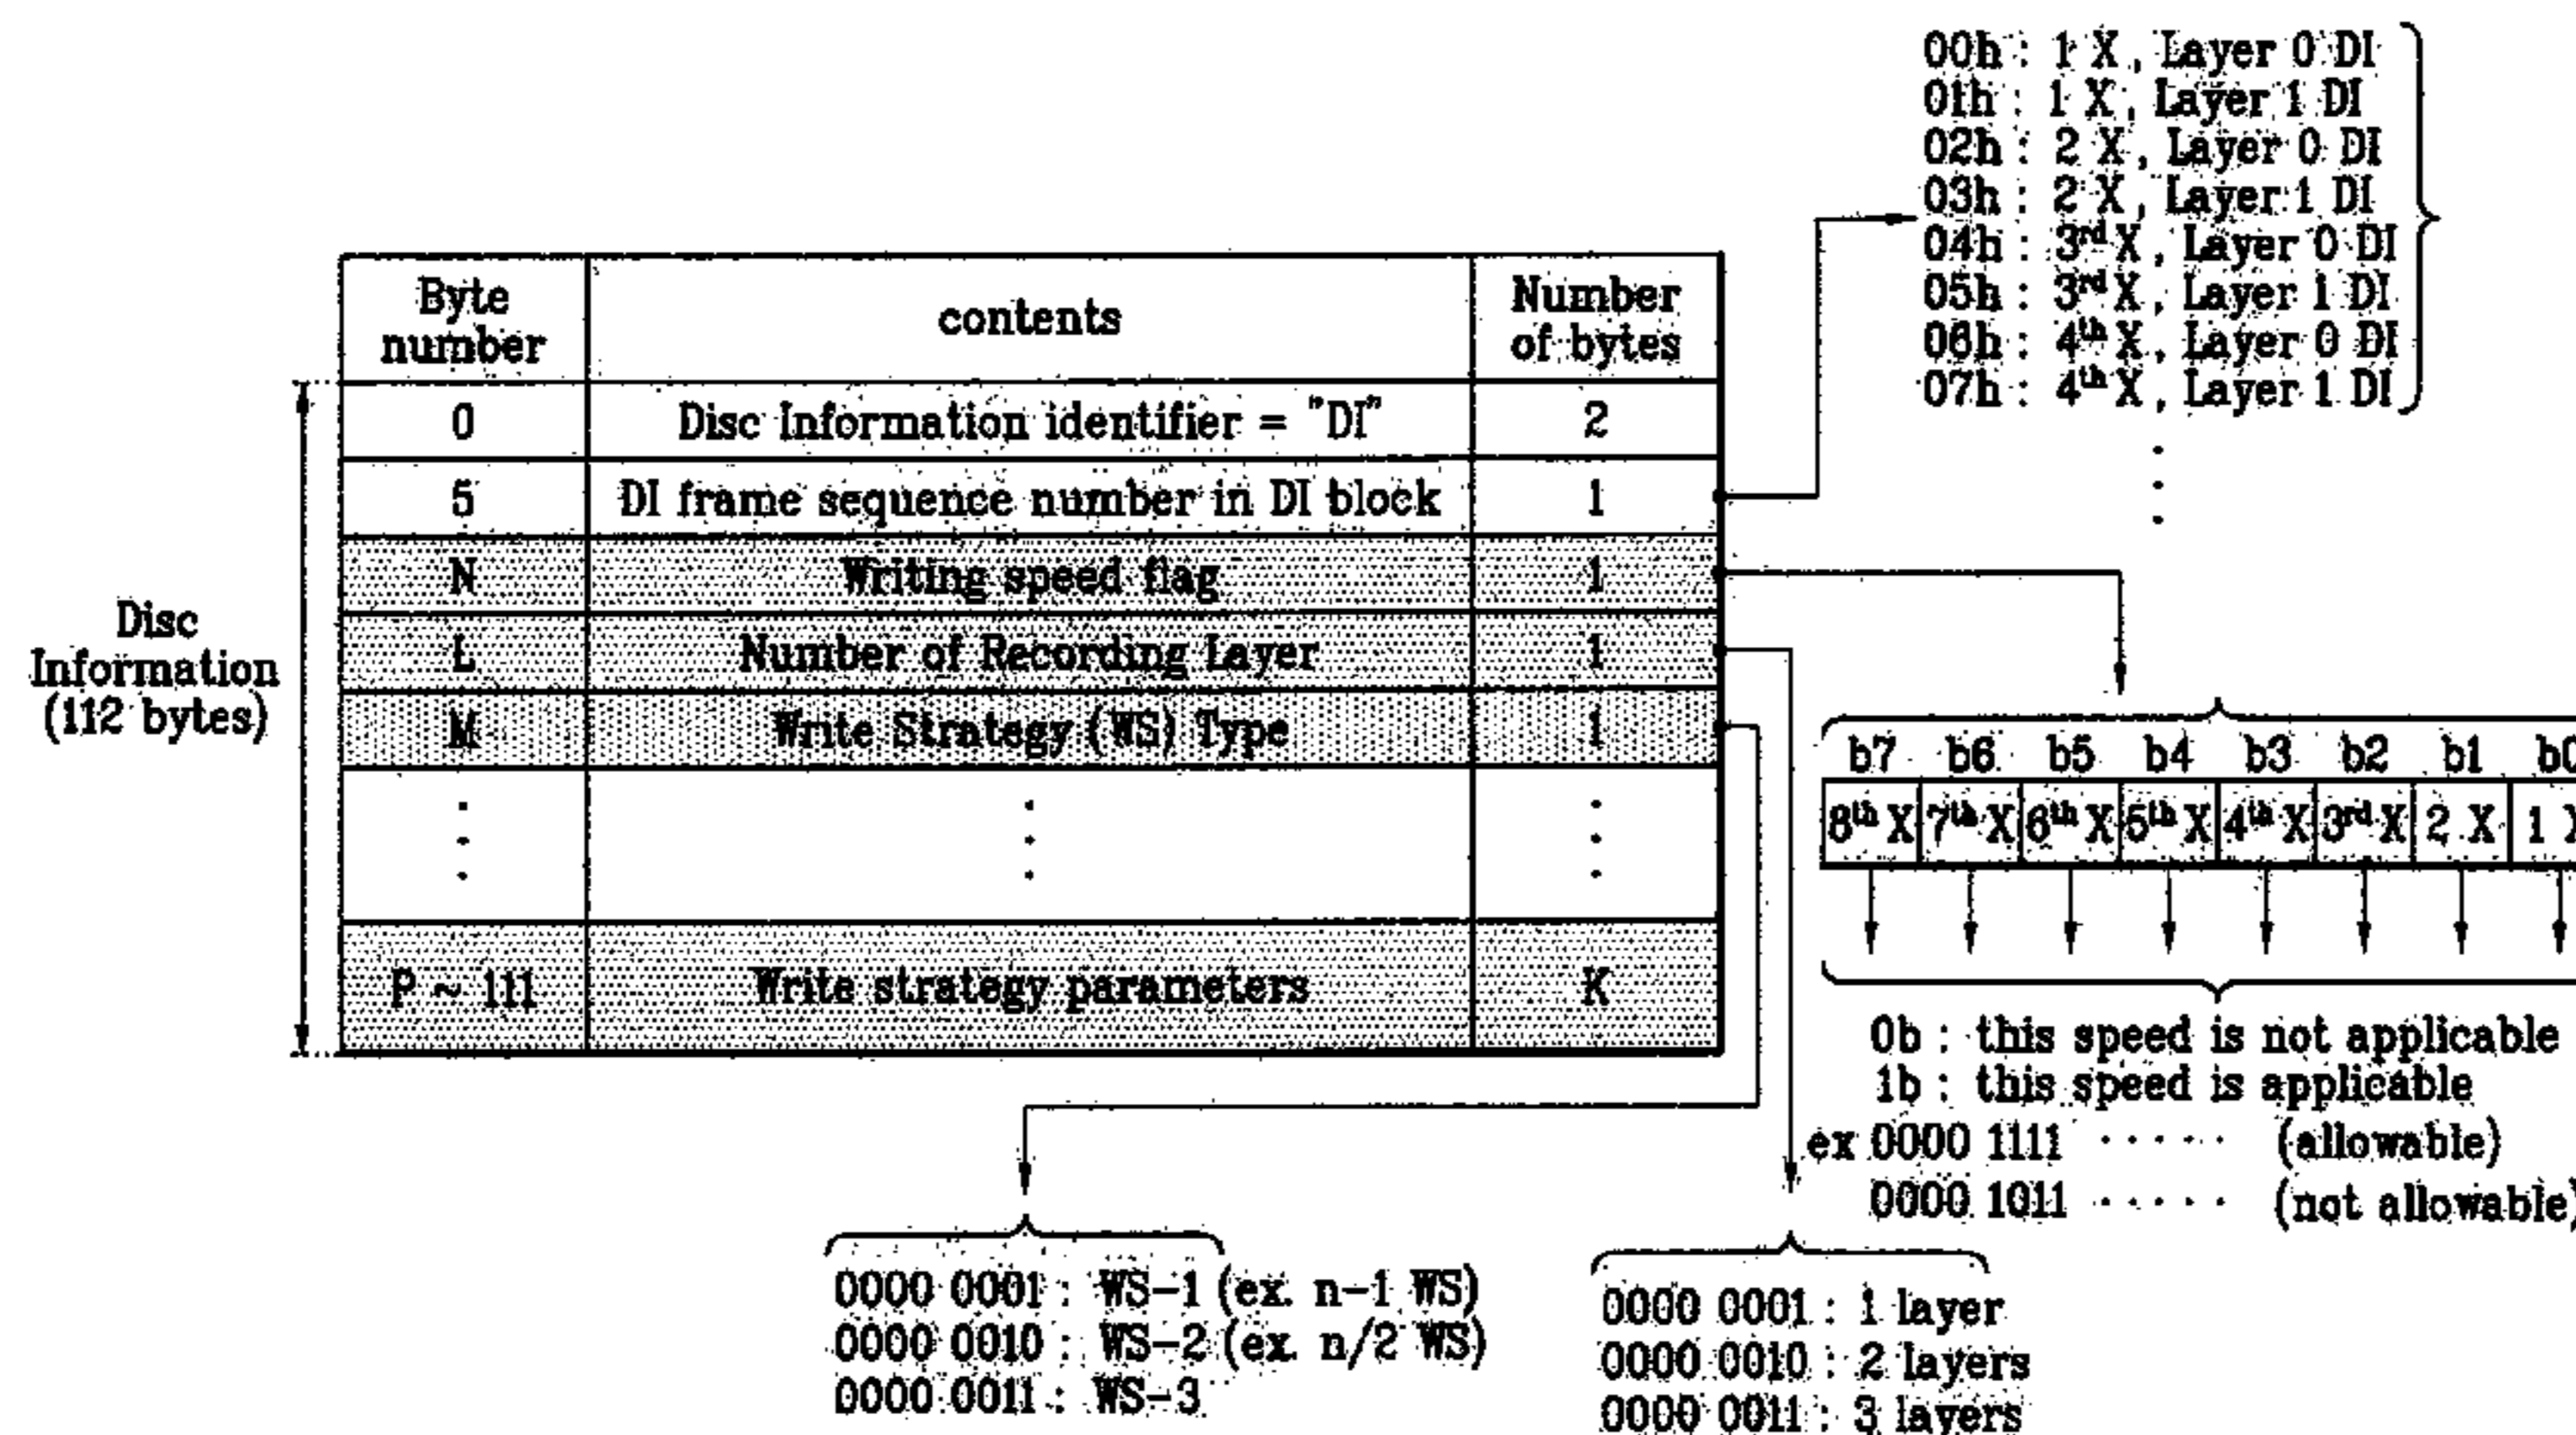 00h : 1 X , Layer 0 DI
01h : 1 X , Layer 1 DI
02h : 2 X , Layer 0 DI
03h : 2 X , Layer 1 DI
04h : 3rd X , Layer 0 DI
05h : 3rd X , Layer 1 DI
06h : 4th X , Layer 0 DI
07h : 4th X , Layer 1 DI
Byte number contents Number of bytes
0 Disc Information identifier = "DI" 2
5 DI frame sequence number in DI block 1
N Writing speed flag 1
L Number of Recording Layer 1
M Write Strategy (WS) Type 1
P ~ 111 Write strategy parameters K
Disc
Information
(112 bytes)
b7 b6 b5 b4 b3 b2 b1 b0
8th X 7th X 6th X 5th X 4th X 3rd X 2 X 1 X
0b : this speed is not applicable
1b : this speed is applicable
ex 0000 1111 ····· (allowable)
0000 1011 ····· (not allowable)
0000 0001 : WS-1 (ex. n-1 WS)
0000 0010 : WS-2 (ex. n/2 WS)
0000 0011 : WS-3
0000 0001 : 1 layer
0000 0010 : 2 layers
0000 0011 : 3 layers